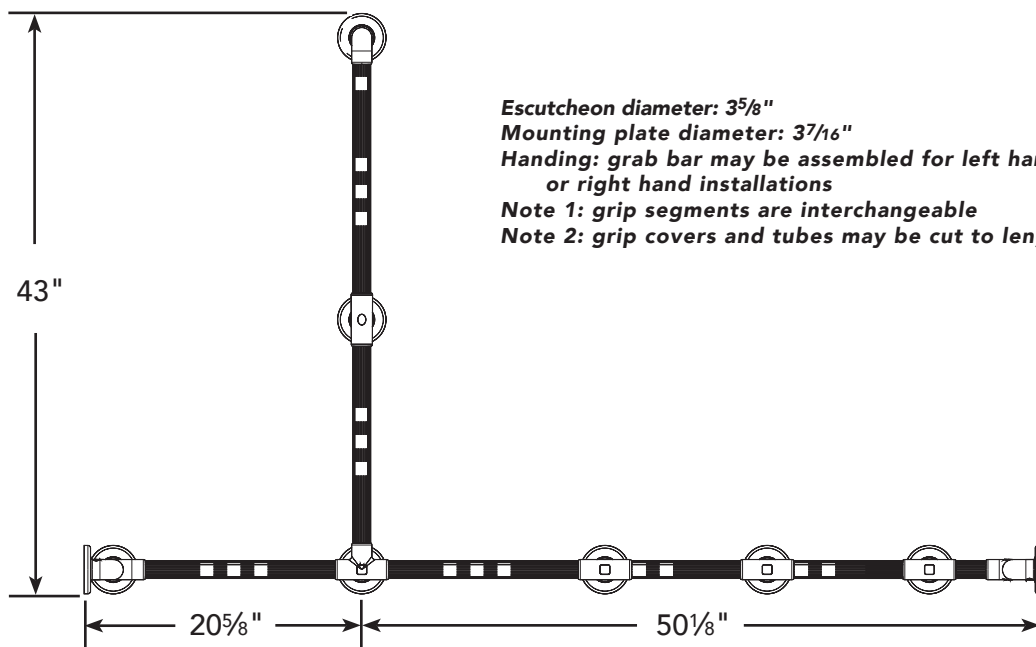 Escutcheon diameter: 3⅝"
Mounting plate diameter: 3⁷⁄₁₆"
Handing: grab bar may be assembled for left han
or right hand installations
Note 1: grip segments are interchangeable
Note 2: grip covers and tubes may be cut to len
43"
20⅝"
50⅛"